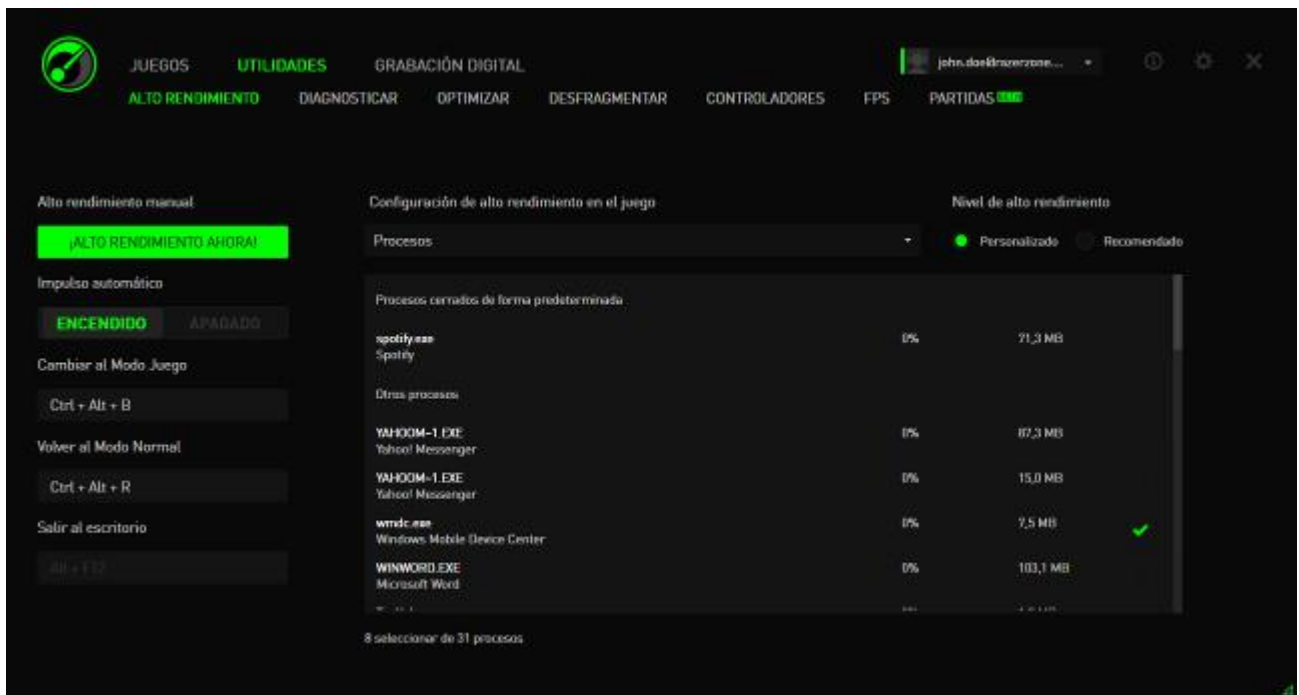 JUEGOS UTILIDADES GRABACIÓN DIGITAL john.doe@razerzone...
ALTO RENDIMIENTO DIAGNOSTICAR OPTIMIZAR DESFRAGMENTAR CONTROLADORES FPS PARTIDAS
Alto rendimiento manual Configuración de alto rendimiento en el juego Nivel de alto rendimiento
¡ALTO RENDIMIENTO AHORA! Procesos Personalizado Recomendado
Impulso automático
Procesos cerrados de forma predeterminada
ENCENDIDO APAGADO
spotify.exe 0% 71,3 MB
Spotify
Cambiar al Modo Juego
Otros procesos
Ctrl + Alt + B
YAHOOM~1.EXE 0% 87,3 MB
Yahoo! Messenger
Volver al Modo Normal
YAHOOM~1.EXE 0% 15,0 MB
Yahoo! Messenger
Ctrl + Alt + R
Salir al escritorio
wmdc.exe 0% 7,5 MB
Windows Mobile Device Center
Alt + F12
WINWORD.EXE 0% 103,1 MB
Microsoft Word
8 seleccionar de 31 procesos